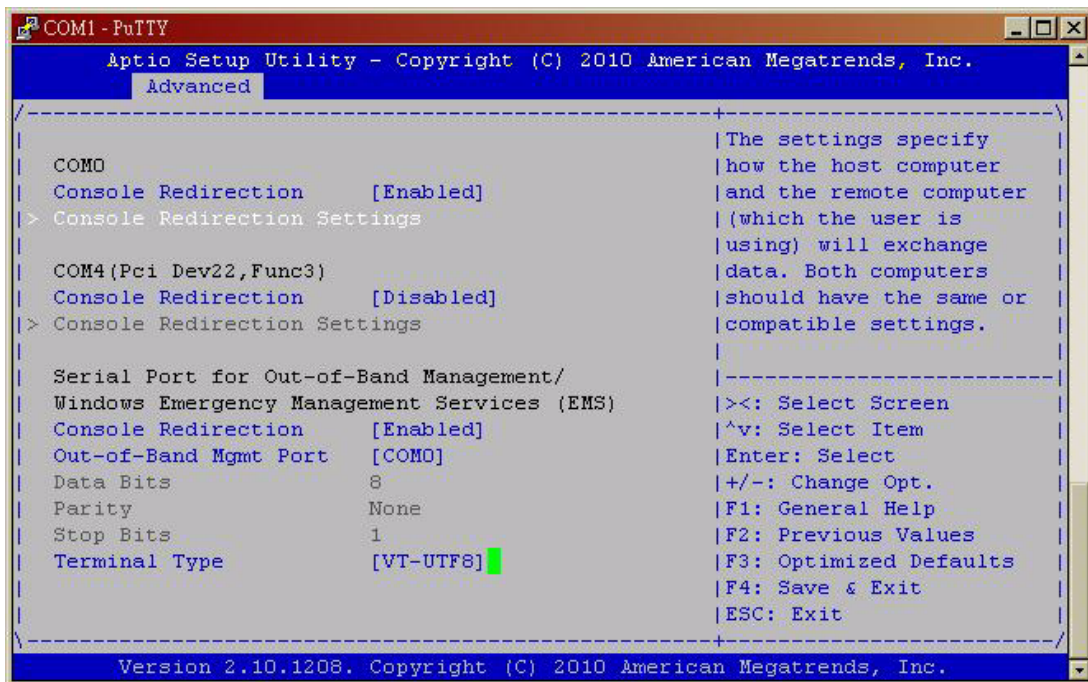 COM1 - PuTTY
Aptio Setup Utility - Copyright (C) 2010 American Megatrends, Inc.
Advanced
COM0
Console Redirection [Enabled]
> Console Redirection Settings
COM4(Pci Dev22,Func3)
Console Redirection [Disabled]
> Console Redirection Settings
Serial Port for Out-of-Band Management/
Windows Emergency Management Services (EMS)
Console Redirection [Enabled]
Out-of-Band Mgmt Port [COM0]
Data Bits 8
Parity None
Stop Bits 1
Terminal Type [VT-UTF8]
The settings specify
how the host computer
and the remote computer
(which the user is
using) will exchange
data. Both computers
should have the same or
compatible settings.
><: Select Screen
^v: Select Item
Enter: Select
+/-: Change Opt.
F1: General Help
F2: Previous Values
F3: Optimized Defaults
F4: Save & Exit
ESC: Exit
Version 2.10.1208. Copyright (C) 2010 American Megatrends, Inc.